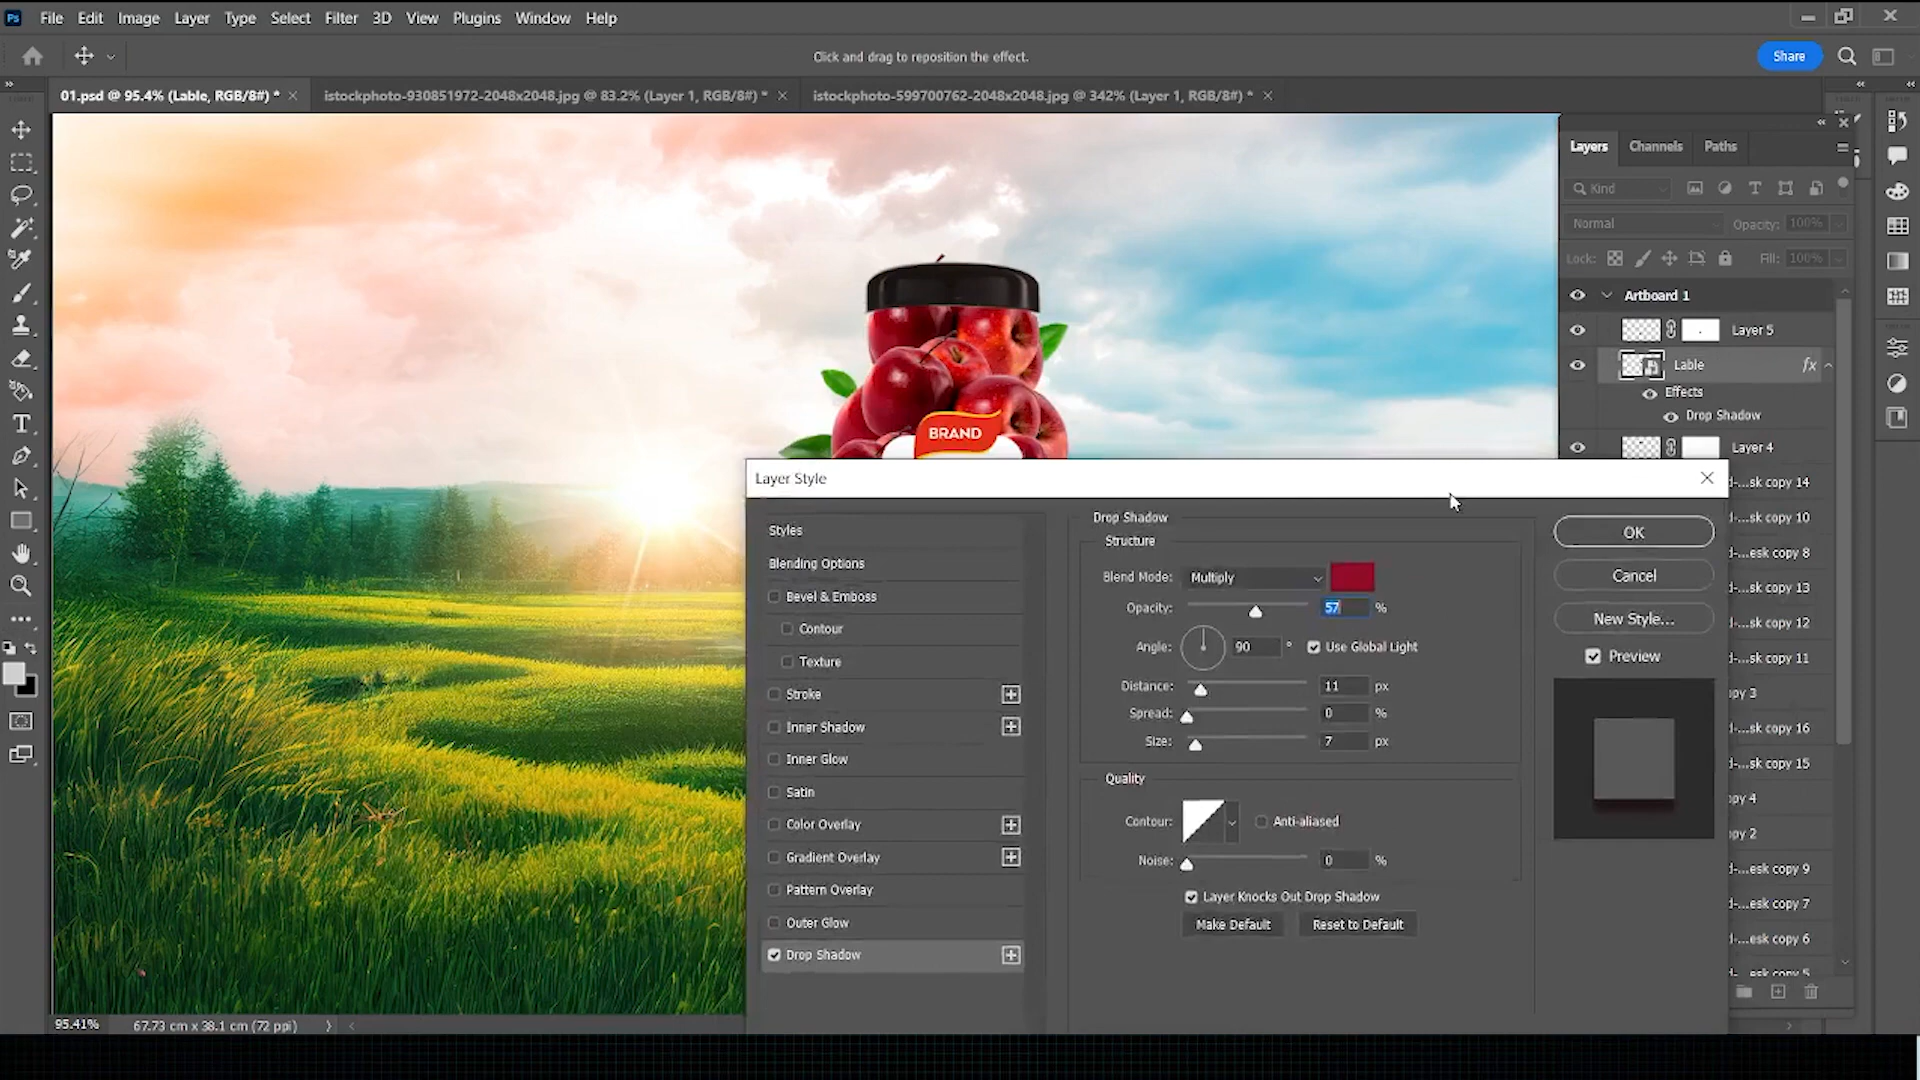 Ps File Edit Image Layer Type Select Filter 3D View Plugins Window Help
Click and drag to reposition the effect.
Share
01.psd @ 95.4% (Lable, RGB/8#) *
istockphoto-930851972-2048x2048.jpg @ 83.2% (Layer 1, RGB/8#) *
istockphoto-599700762-2048x2048.jpg @ 342% (Layer 1, RGB/8#) *
Layers Channels Paths
Kind
Normal Opacity: 100%
Lock: Fill: 100%
Artboard 1
Layer 5
Lable fx
Effects
Drop Shadow
Layer 4
BRAND
Layer Style
Styles
Blending Options
Bevel & Emboss
Contour
Texture
Stroke
Inner Shadow
Inner Glow
Satin
Color Overlay
Gradient Overlay
Pattern Overlay
Outer Glow
Drop Shadow
Drop Shadow
Structure
Blend Mode: Multiply
Opacity: 57 %
Angle: 90 ° Use Global Light
Distance: 11 px
Spread: 0 %
Size: 7 px
Quality
Contour: Anti-aliased
Noise: 0 %
Layer Knocks Out Drop Shadow
Make Default Reset to Default
OK
Cancel
New Style...
Preview
d-...sk copy 14
d-...sk copy 10
d-...esk copy 8
d-...sk copy 13
d-...sk copy 12
d-...sk copy 11
py 3
d-...sk copy 16
d-...sk copy 15
py 4
py 2
d-...esk copy 9
d-...esk copy 7
d-...esk copy 6
esk copy 5
95.41% 67.73 cm x 38.1 cm (72 ppi)